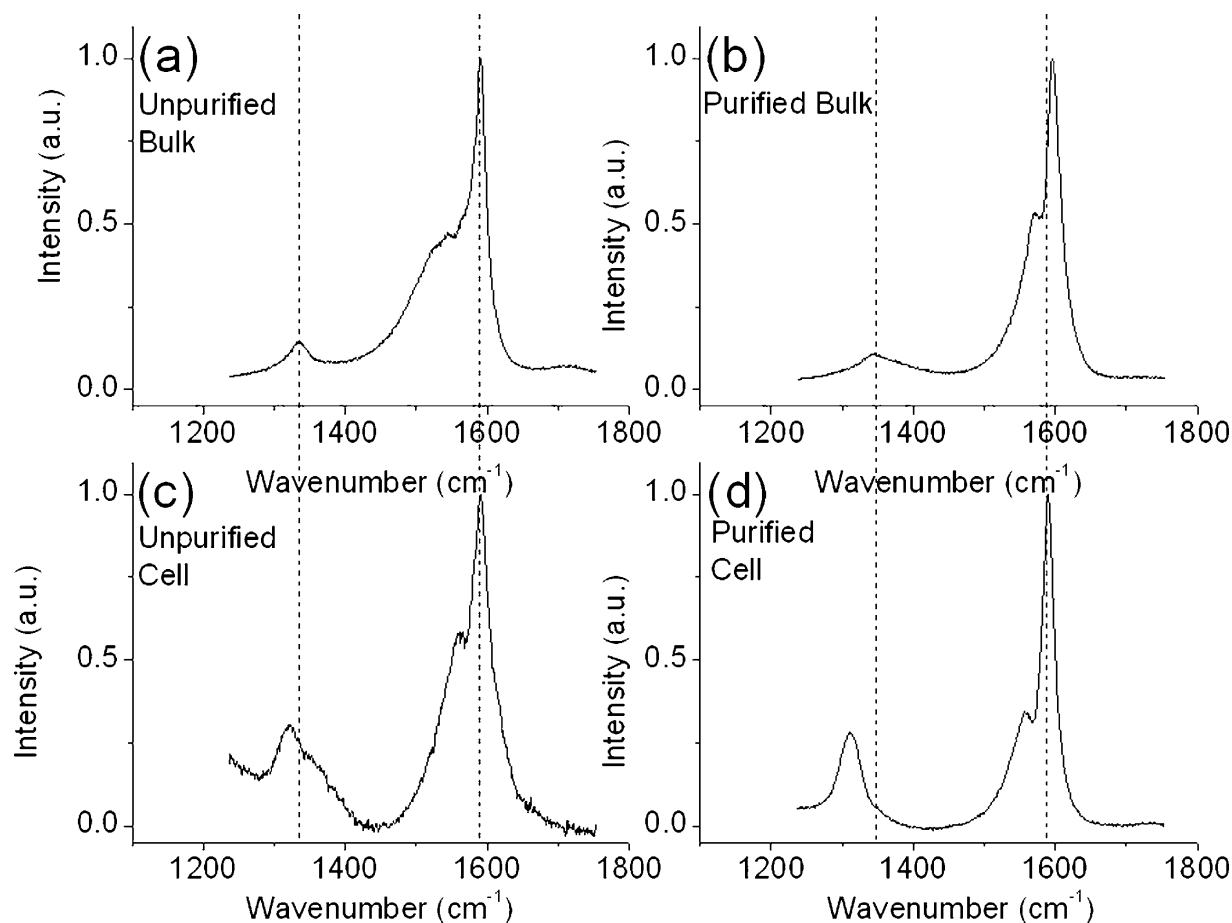 (a)
Unpurified
Bulk
Intensity (a.u.)
1.0
0.5
0.0
1200 1400 1600 1800
Wavenumber (cm-1)
(b)
Purified Bulk
Intensity (a.u.)
1.0
0.5
0.0
1200 1400 1600 1800
Wavenumber (cm-1)
(c)
Unpurified
Cell
Intensity (a.u.)
1.0
0.5
0.0
1200 1400 1600 1800
Wavenumber (cm-1)
(d)
Purified
Cell
Intensity (a.u.)
1.0
0.5
0.0
1200 1400 1600 1800
Wavenumber (cm-1)